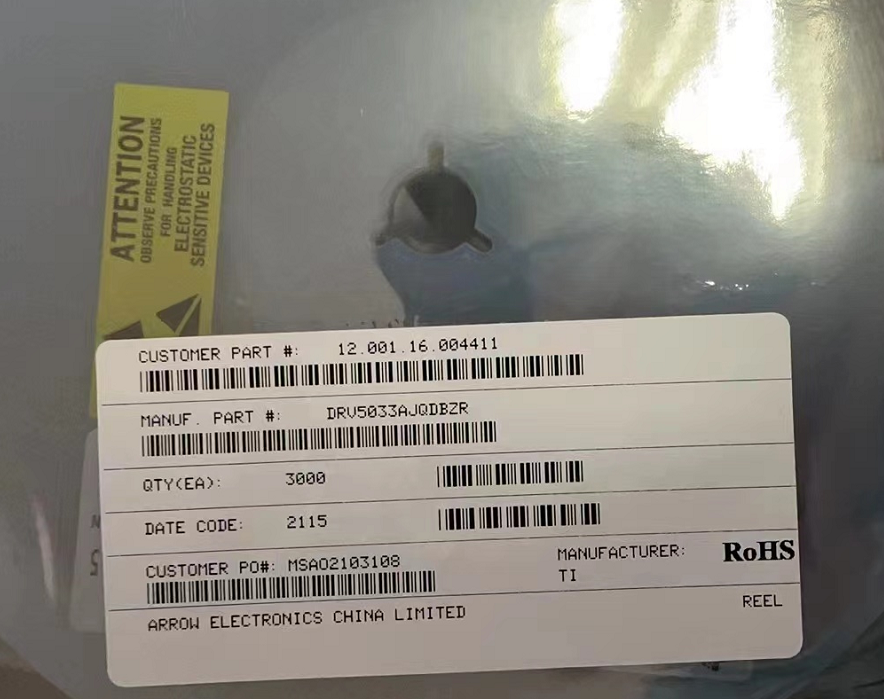 ATTENTION
OBSERVE PRECAUTIONS
FOR HANDLING
ELECTROSTATIC
SENSITIVE DEVICES
CUSTOMER PART #: 12.001.16.004411
MANUF. PART #: DRV5033AJQDBZR
QTY(EA): 3000
DATE CODE: 2115
CUSTOMER PO#: MSAO2103108
MANUFACTURER: RoHS
TI
ARROW ELECTRONICS CHINA LIMITED
REEL